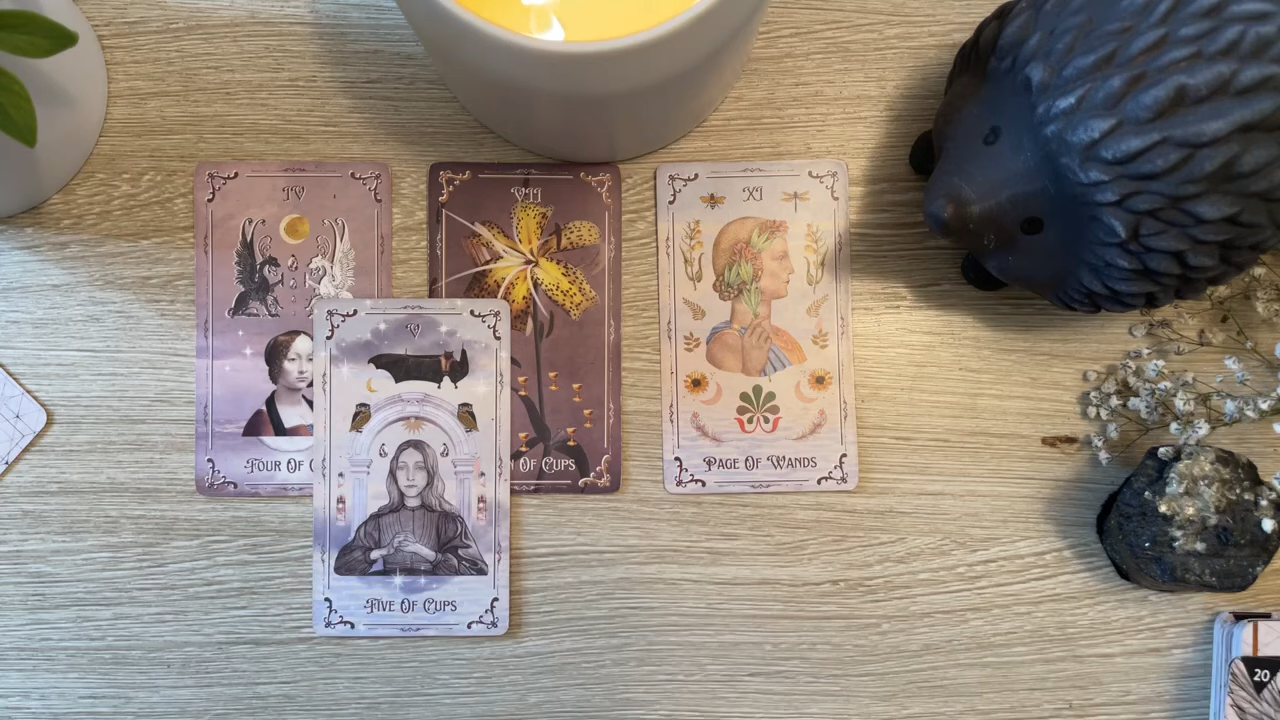 IV
VII
XI
FOUR OF
OF CUPS
PAGE OF WANDS
V
FIVE OF CUPS
20